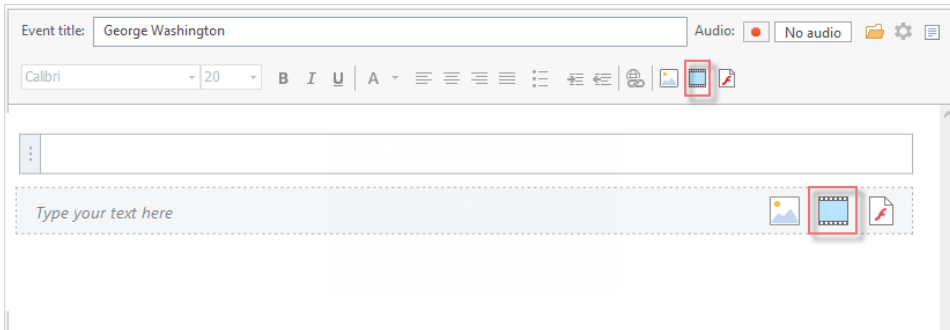 Event title: George Washington Audio: No audio
Calibri 20 B I U A
Type your text here